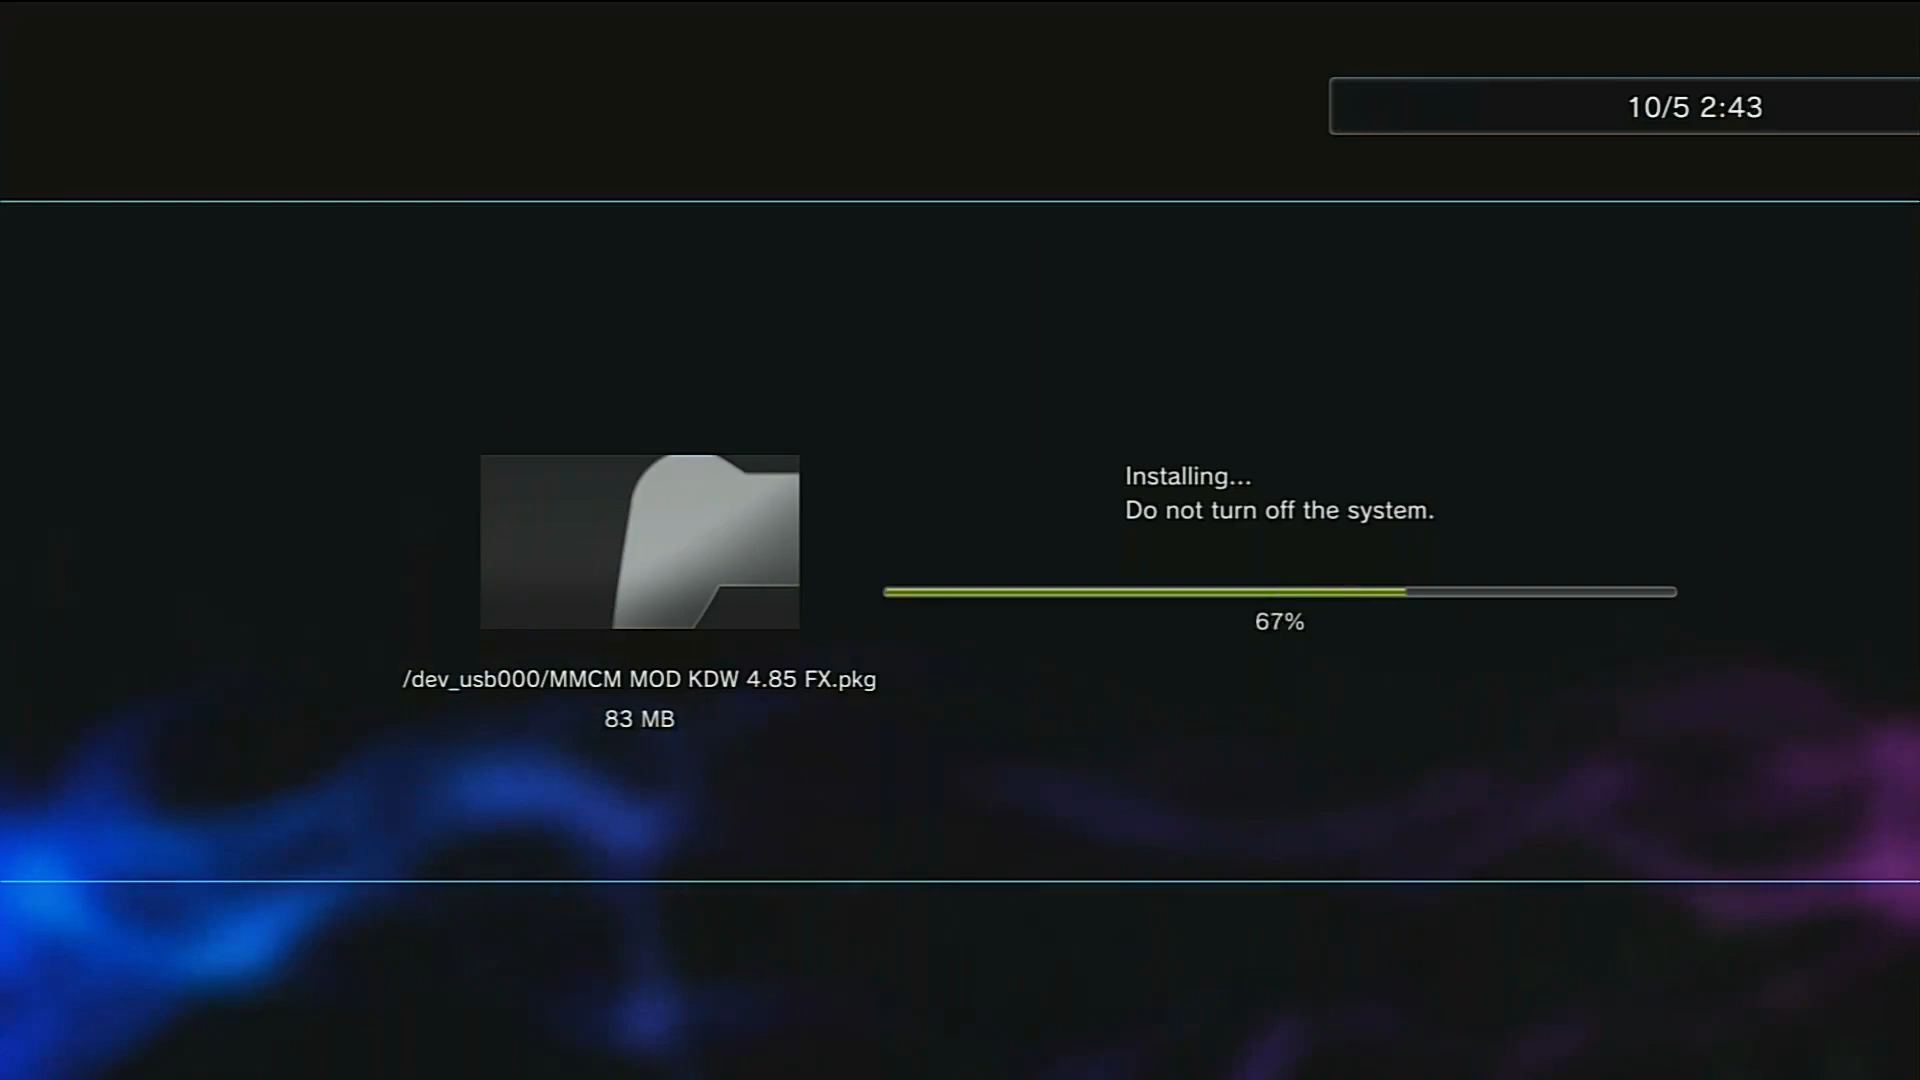 10/5 2:43
Installing...
Do not turn off the system.
67%
/dev_usb000/MMCM MOD KDW 4.85 FX.pkg
83 MB